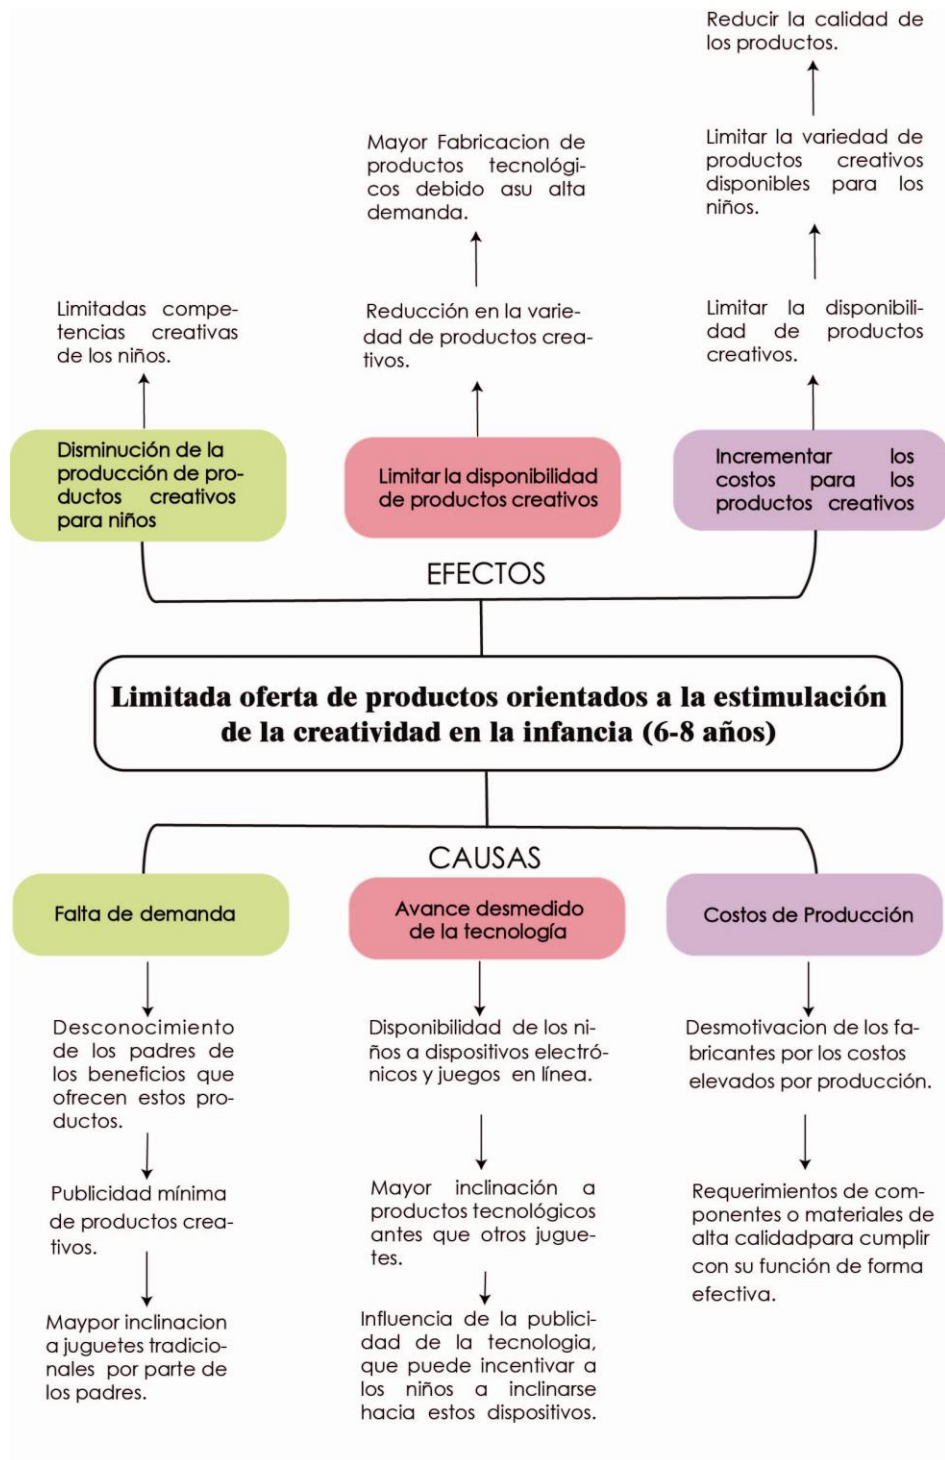 Reducir la calidad de
los productos.
Mayor Fabricacion de
productos tecnológi-
cos debido asu alta
demanda.
Limitar la variedad de
productos creativos
disponibles para los
niños.
Limitadas compe-
tencias creativas
de los niños.
Reducción en la varie-
dad de productos crea-
tivos.
Limitar la disponibili-
dad de productos
creativos.
Disminución de la
producción de pro-
ductos creativos
para niños
Limitar la disponibilidad
de productos creativos
Incrementar los
costos para los
productos creativos
EFECTOS
Limitada oferta de productos orientados a la estimulación
de la creatividad en la infancia (6-8 años)
CAUSAS
Falta de demanda
Avance desmedido
de la tecnología
Costos de Producción
Desconocimiento
de los padres de
los beneficios que
ofrecen estos pro-
ductos.
Disponibilidad de los ni-
ños a dispositivos electró-
nicos y juegos en línea.
Desmotivacion de los fa-
bricantes por los costos
elevados por producción.
Publicidad mínima
de productos crea-
tivos.
Mayor inclinación a
productos tecnológicos
antes que otros jugue-
tes.
Requerimientos de com-
ponentes o materiales de
alta calidadpara cumplir
con su función de forma
efectiva.
Maypor inclinacion
a juguetes tradicio-
nales por parte de
los padres.
Influencia de la publici-
dad de la tecnologia,
que puede incentivar a
los niños a inclinarse
hacia estos dispositivos.